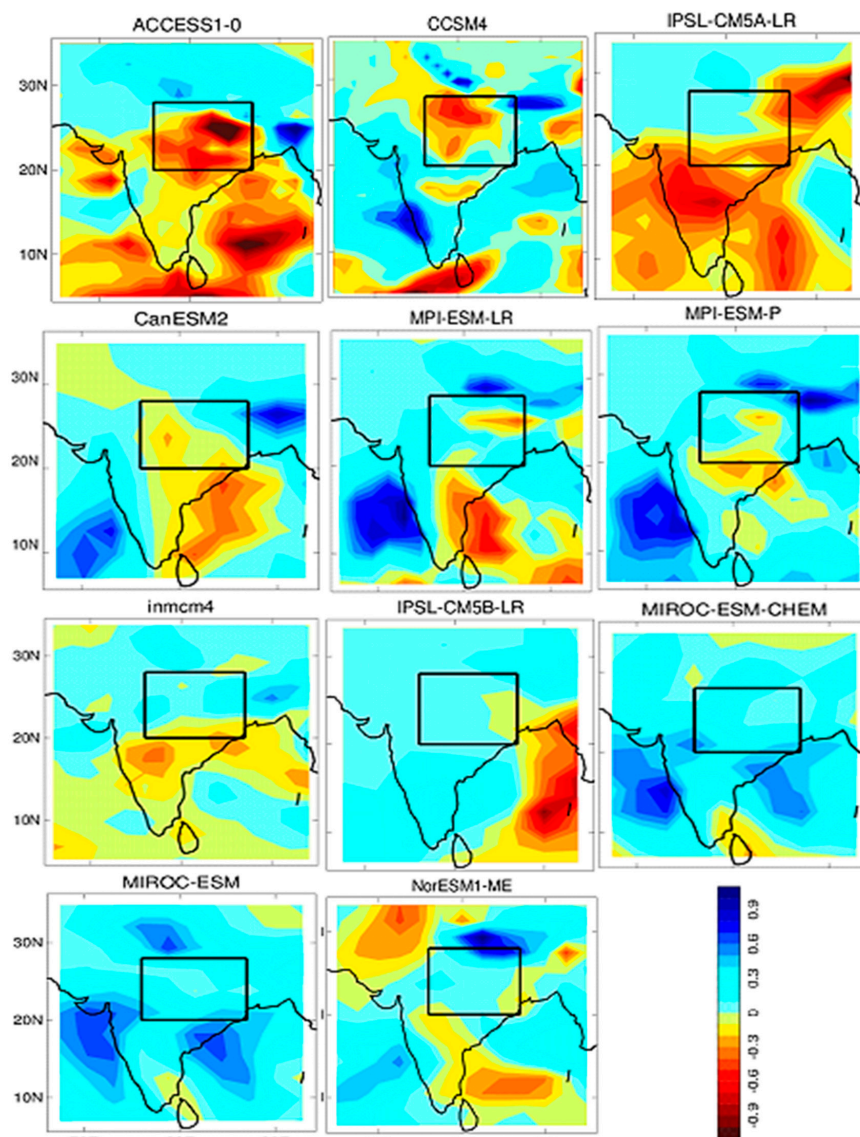 ACCESS1-0
CCSM4
IPSL-CM5A-LR
30N
20N
10N
CanESM2
MPI-ESM-LR
MPI-ESM-P
30N
20N
10N
inmcm4
IPSL-CM5B-LR
MIROC-ESM-CHEM
30N
20N
10N
MIROC-ESM
NorESM1-ME
30N
20N
10N
0.9
0.6
0.3
0
-0.3
-0.6
-0.9